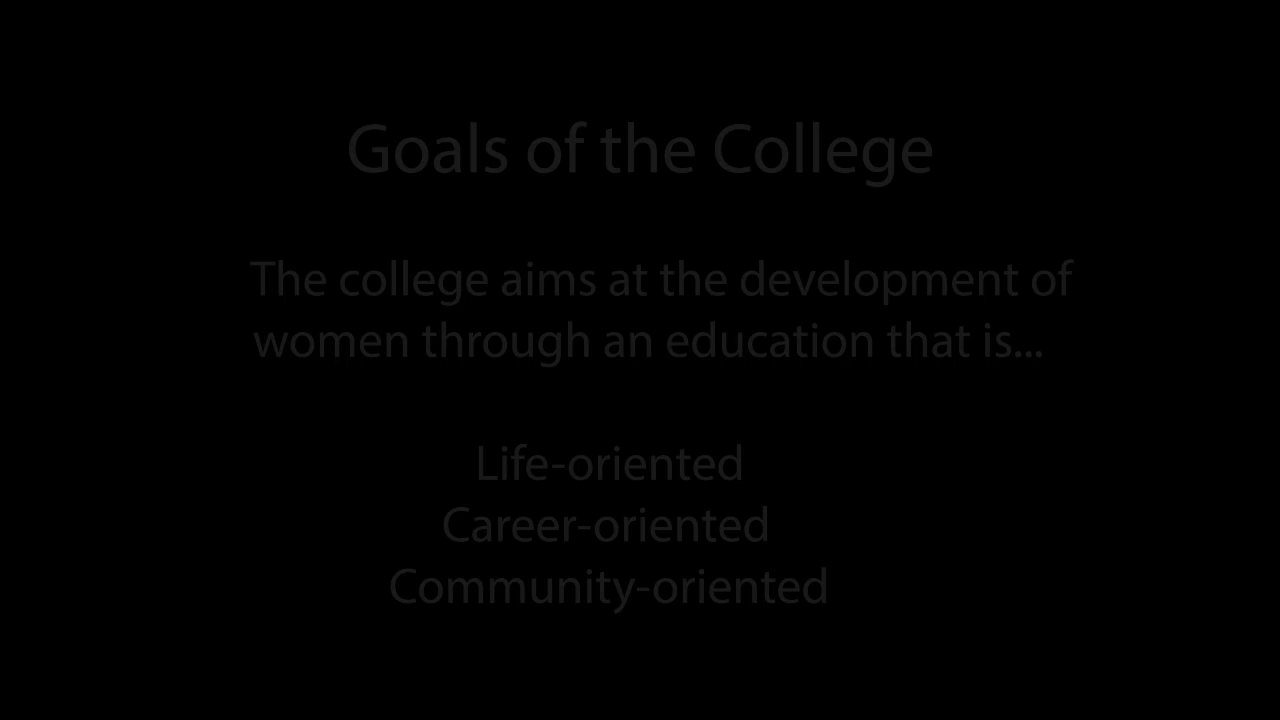 Goals of the College
The college aims at the development of
women through an education that is...
Life-oriented
Career-oriented
Community-oriented